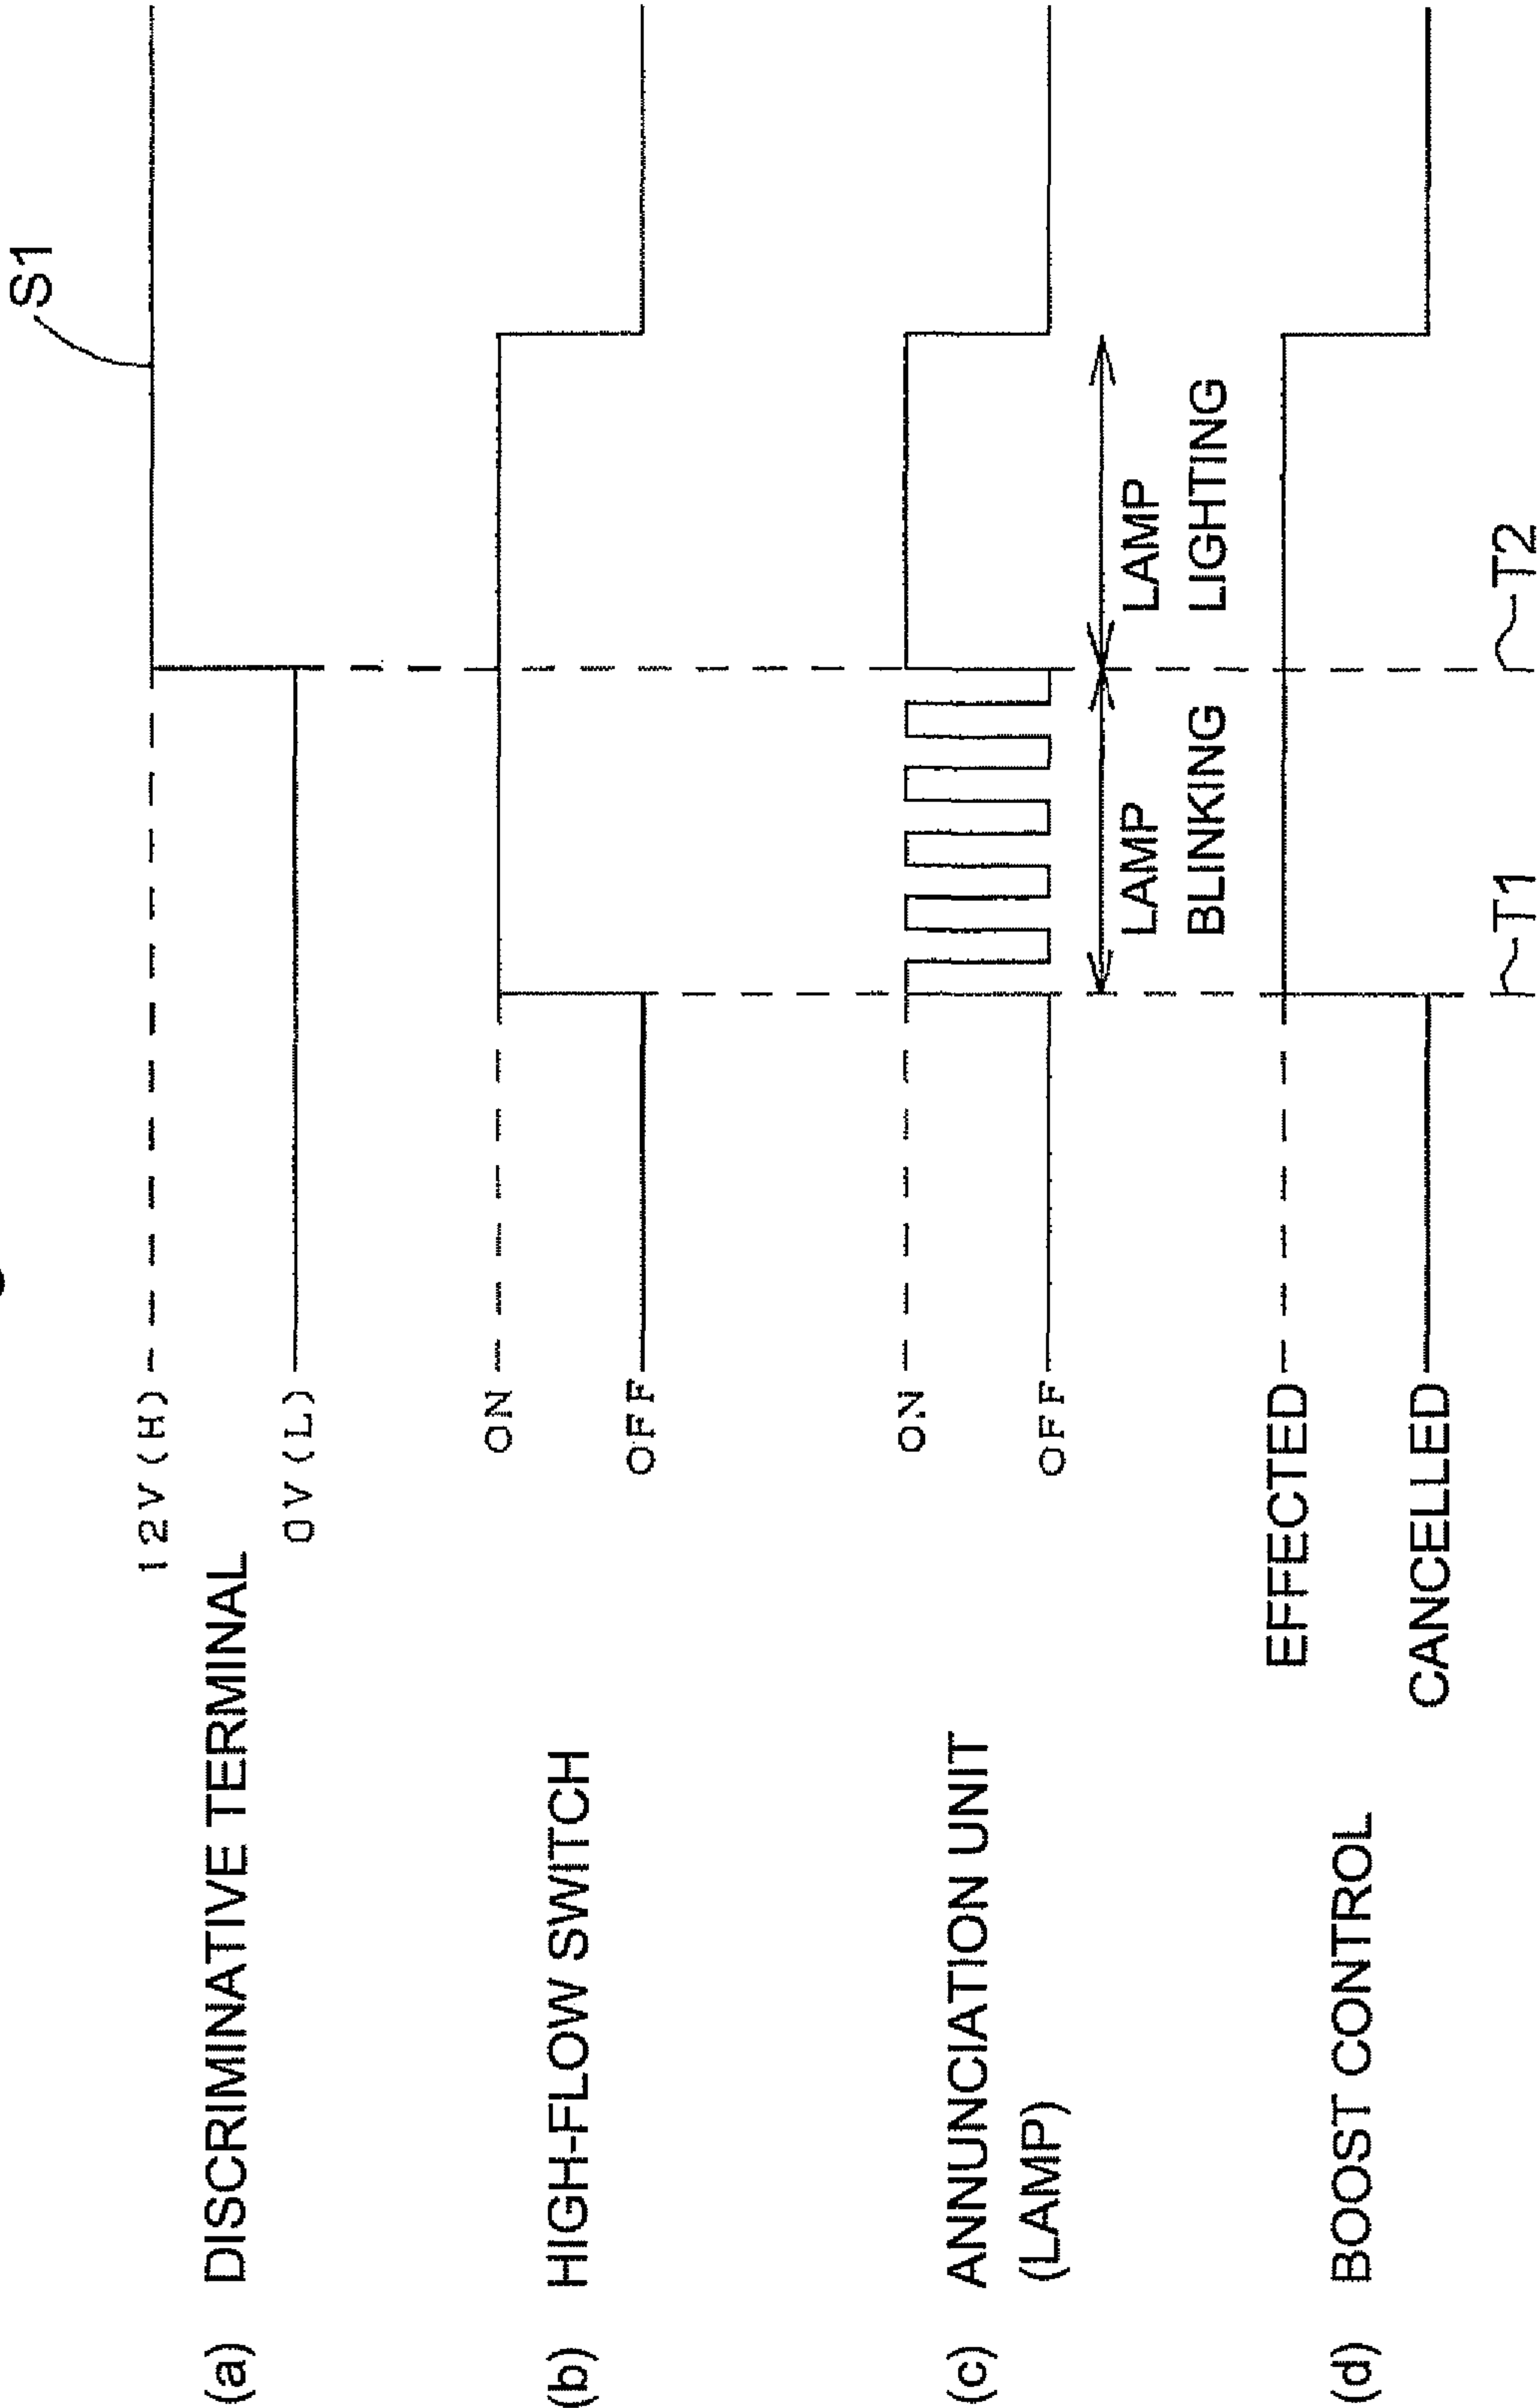 S1
(a) DISCRIMINATIVE TERMINAL
12V(H)
0V(L)
(b) HIGH-FLOW SWITCH
ON
OFF
(c) ANNUNCIATION UNIT
(LAMP)
ON
OFF
LAMP
BLINKING
LAMP
LIGHTING
(d) BOOST CONTROL
EFFECTED
CANCELLED
T1
T2